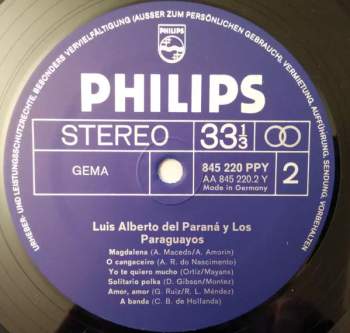 URHEBER- UND LEISTUNGSSCHUTZRECHTE, BESONDERS VERVIELFÄLTIGUNG (AUSSER ZUM PERSÖNLICHEN GEBRAUCH), VERMIETUNG, AUFFÜHRUNG, SENDUNG, VORBEHALTEN
PHILIPS
PHILIPS
STEREO 33 1/3
GEMA 845 220 PPY 2
AA 845 220.2 Y
Made in Germany
Luis Alberto del Paraná y Los
Paraguayos
Magdalena (A. Macedo/A. Amorin)
O cangaceiro (A. R. do Nascimento)
Yo te quiero mucho (Ortiz/Mayans)
Solitario polka (D. Gibson/Montez)
Amor, amor (G. Ruiz/R. L. Méndez)
A banda (C. B. de Hollanda)